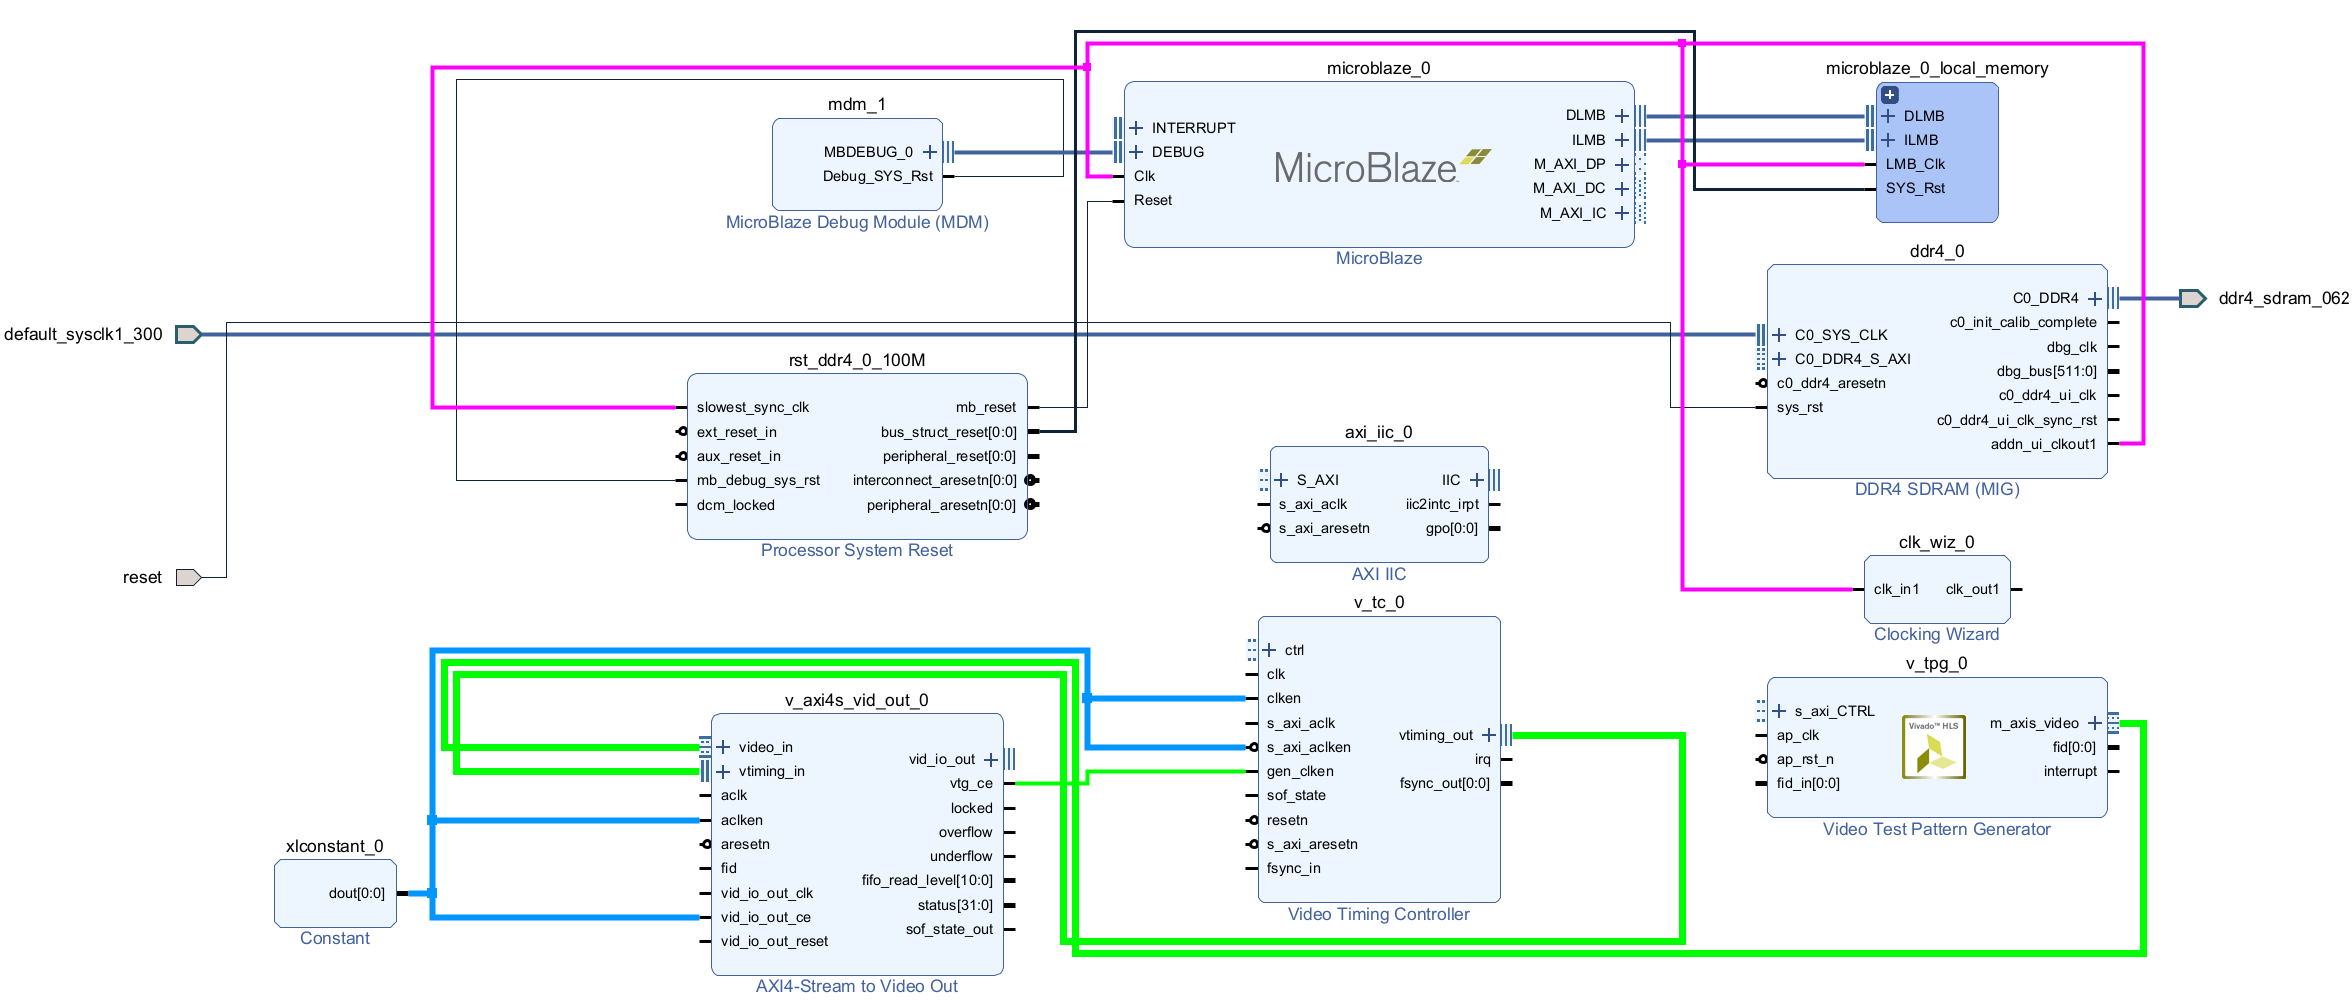 default_sysclk1_300
reset
mdm_1
MBDEBUG_0
Debug_SYS_Rst
MicroBlaze Debug Module (MDM)
microblaze_0
INTERRUPT
DEBUG
Clk
Reset
MicroBlaze
DLMB
ILMB
M_AXI_DP
M_AXI_DC
M_AXI_IC
MicroBlaze
microblaze_0_local_memory
DLMB
ILMB
LMB_Clk
SYS_Rst
ddr4_0
C0_SYS_CLK
C0_DDR4_S_AXI
c0_ddr4_aresetn
sys_rst
C0_DDR4
c0_init_calib_complete
dbg_clk
dbg_bus[511:0]
c0_ddr4_ui_clk
c0_ddr4_ui_clk_sync_rst
addn_ui_clkout1
DDR4 SDRAM (MIG)
ddr4_sdram_062
rst_ddr4_0_100M
slowest_sync_clk
ext_reset_in
aux_reset_in
mb_debug_sys_rst
dcm_locked
mb_reset
bus_struct_reset[0:0]
peripheral_reset[0:0]
interconnect_aresetn[0:0]
peripheral_aresetn[0:0]
Processor System Reset
axi_iic_0
S_AXI
s_axi_aclk
s_axi_aresetn
IIC
iic2intc_irpt
gpo[0:0]
AXI IIC
clk_wiz_0
clk_in1
clk_out1
Clocking Wizard
v_tc_0
ctrl
clk
clken
s_axi_aclk
s_axi_aclken
gen_clken
sof_state
resetn
s_axi_aresetn
fsync_in
vtiming_out
irq
fsync_out[0:0]
Video Timing Controller
v_tpg_0
s_axi_CTRL
ap_clk
ap_rst_n
fid_in[0:0]
Vivado™ HLS
m_axis_video
fid[0:0]
interrupt
Video Test Pattern Generator
v_axi4s_vid_out_0
video_in
vtiming_in
aclk
aclken
aresetn
fid
vid_io_out_clk
vid_io_out_ce
vid_io_out_reset
vid_io_out
vtg_ce
locked
overflow
underflow
fifo_read_level[10:0]
status[31:0]
sof_state_out
AXI4-Stream to Video Out
xlconstant_0
dout[0:0]
Constant